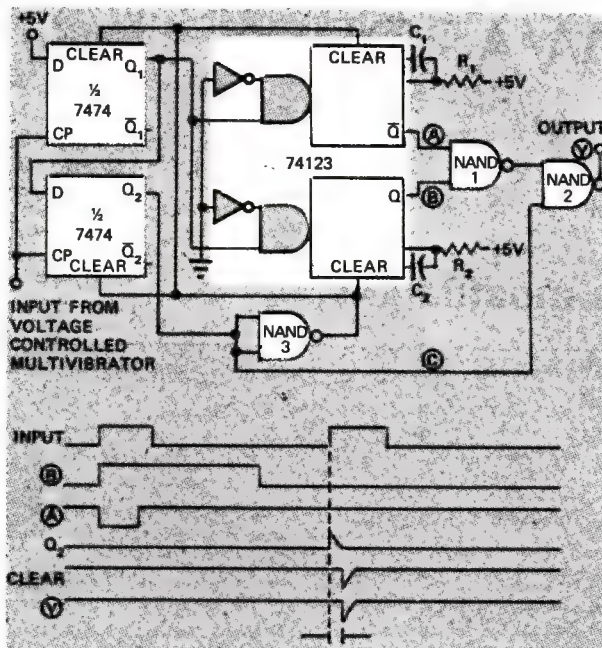 +5V
CLEAR
D Q₁
½
7474
CP Q̄₁
D Q₂
½
7474
CP Q̄₂
CLEAR
INPUT FROM
VOLTAGE
CONTROLLED
MULTIVIBRATOR
CLEAR
C₁
R₁
+5V
Q̄
A
74123
Q
B
NAND
1
OUTPUT
Y
NAND
2
+5V
R₂
C₂
CLEAR
NAND
3
C
INPUT
B
A
Q₂
CLEAR
Y